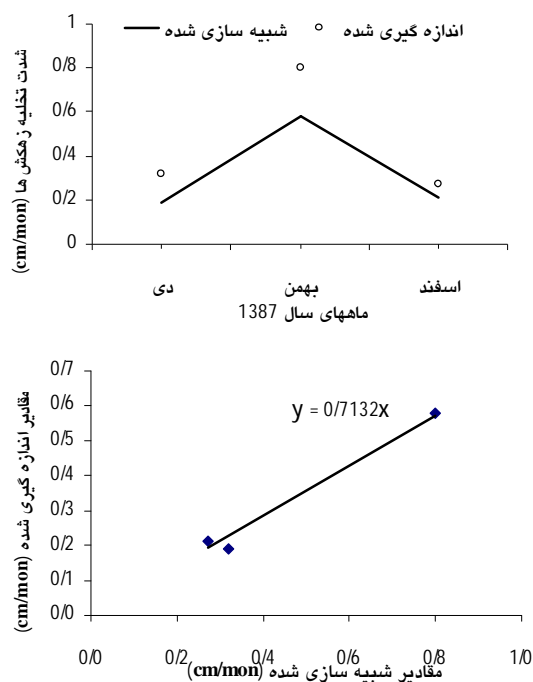 اندازه گیری شده شبیه سازی شده
شدت تخلیه زهکش ها (cm/mon)
1
0/8
0/6
0/4
0/2
0
دی بهمن اسفند
ماههای سال 1387
مقادیر اندازه گیری شده (cm/mon)
0/7
0/6
0/5
0/4
0/3
0/2
0/1
0/0
y = 0/7132x
0/0 0/2 0/4 0/6 0/8 1/0
مقادیر شبیه سازی شده (cm/mon)